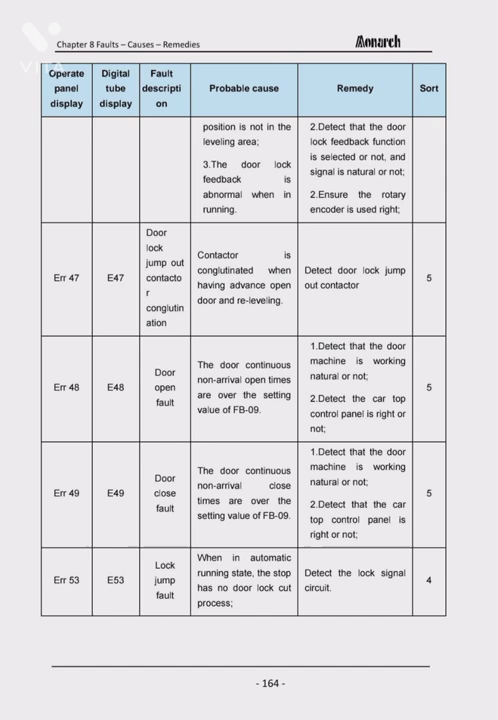 Chapter 8 Faults – Causes – Remedies
Monarch
VITA
Operate panel display
Digital tube display
Fault descripti on
Probable cause
Remedy
Sort
position is not in the
leveling area;
3.The door lock
feedback is
abnormal when in
running.
2.Detect that the door
lock feedback function
is selected or not, and
signal is natural or not;
2.Ensure the rotary
encoder is used right;
Err 47
E47
Door
lock
jump out
contacto
r
conglutin
ation
Contactor is
conglutinated when
having advance open
door and re-leveling.
Detect door lock jump
out contactor
5
Err 48
E48
Door
open
fault
The door continuous
non-arrival open times
are over the setting
value of FB-09.
1.Detect that the door
machine is working
natural or not;
2.Detect the car top
control panel is right or
not;
5
Err 49
E49
Door
close
fault
The door continuous
non-arrival close
times are over the
setting value of FB-09.
1.Detect that the door
machine is working
natural or not;
2.Detect that the car
top control panel is
right or not;
5
Err 53
E53
Lock
jump
fault
When in automatic
running state, the stop
has no door lock cut
process;
Detect the lock signal
circuit.
4
- 164 -